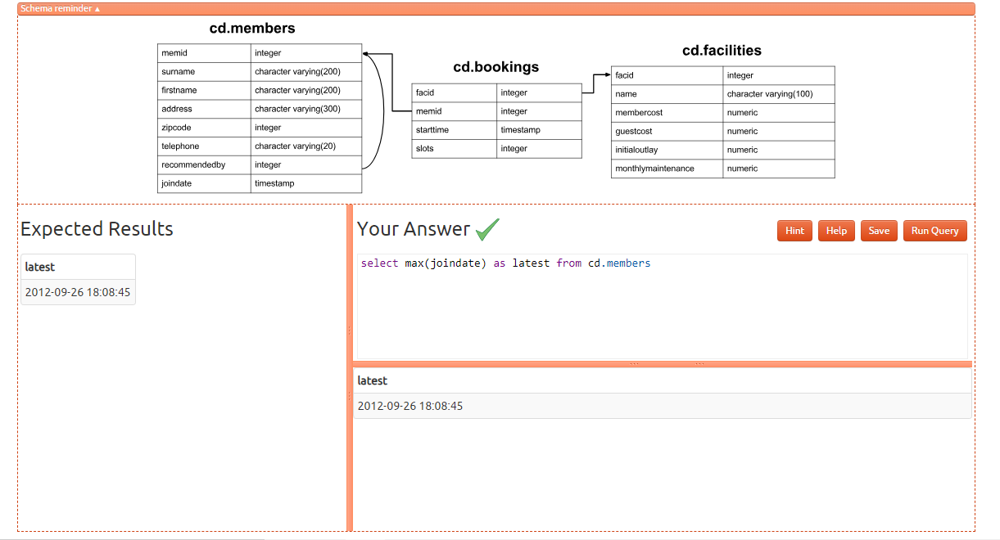 Schema reminder ▲
cd.members
memid integer
surname character varying(200)
firstname character varying(200)
address character varying(300)
zipcode integer
telephone character varying(20)
recommendedby integer
joindate timestamp
cd.bookings
facid integer
memid integer
starttime timestamp
slots integer
cd.facilities
facid integer
name character varying(100)
membercost numeric
guestcost numeric
initialoutlay numeric
monthlymaintenance numeric
Expected Results
latest
2012-09-26 18:08:45
Your Answer
Hint Help Save Run Query
select max(joindate) as latest from cd.members
latest
2012-09-26 18:08:45